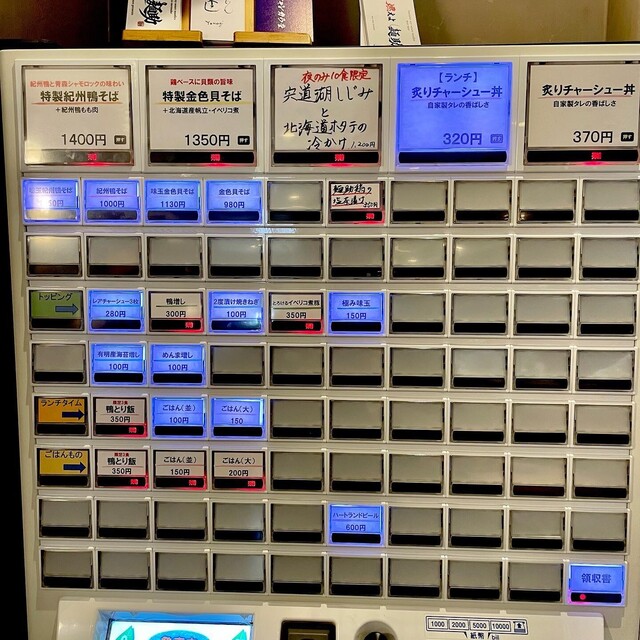 紀州鴨と青森シャモロックの味わい
特製紀州鴨そば
+紀州鴨もも肉
1400円
鶏ベースに貝類の旨味
特製金色貝そば
+北海道産帆立・イベリコ煮
1350円
夜のみ10食限定
宍道湖しじみ
と
北海道ホタテの
冷かけ 1,200円
【ランチ】
炙りチャーシュー丼
自家製タレの香ばしさ
320円
炙りチャーシュー丼
自家製タレの香ばしさ
370円
紀州鴨そば
1000円
味玉金色貝そば
1130円
金色貝そば
980円
トッピング
レアチャーシュー3枚
280円
鴨増し
300円
2度漬け焼きねぎ
100円
とろけるイベリコ煮豚
350円
極み味玉
150円
有明産海苔増し
100円
めんま増し
100円
ランチタイム
鴨とり飯
350円
ごはん(並)
100円
ごはん(大)
150
ごはんもの
鴨とり飯
350円
ごはん(並)
150円
ごはん(大)
200円
ハートランドビール
600円
領収書
1000 2000 5000 10000
紙幣 bill